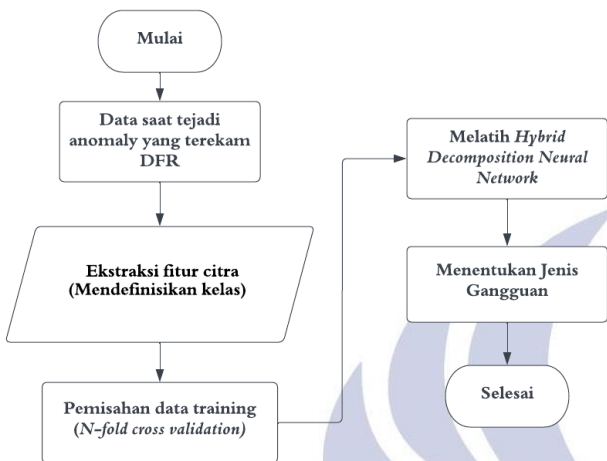 Mulai
Data saat tejadi
anomaly yang terekam
DFR
Ekstraksi fitur citra
(Mendefinisikan kelas)
Pemisahan data training
(N-fold cross validation)
Melatih Hybrid
Decomposition Neural
Network
Menentukan Jenis
Gangguan
Selesai